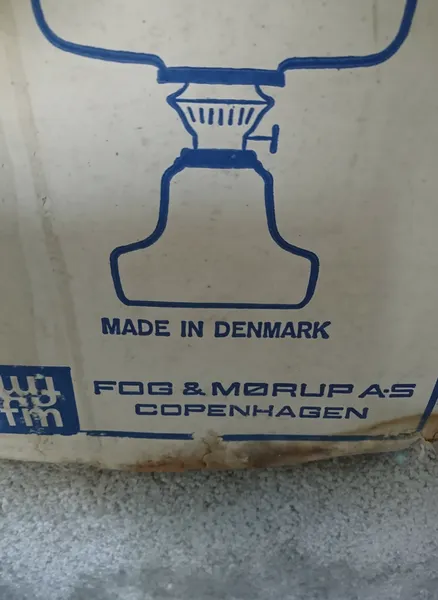 MADE IN DENMARK
FOG & MØRUP A-S
COPENHAGEN